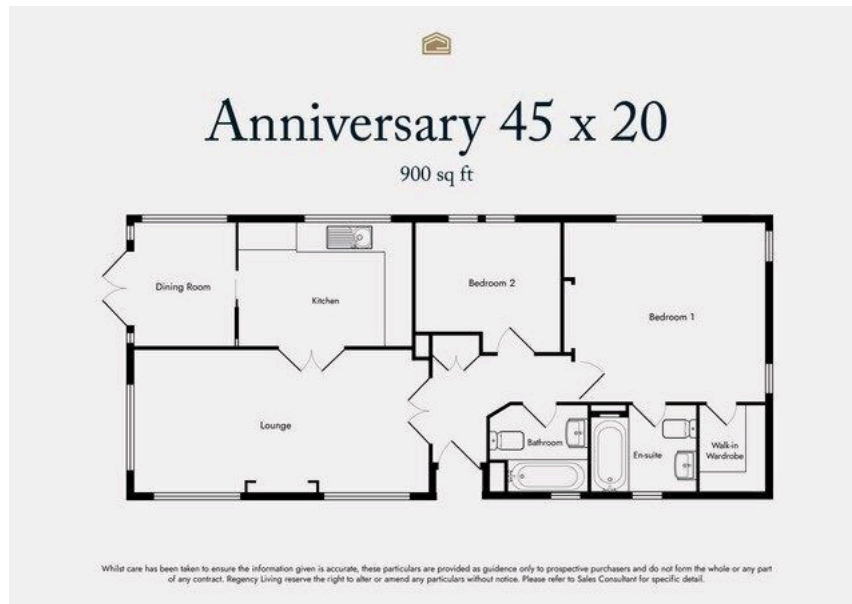 Anniversary 45 x 20
900 sq ft
Dining Room
Kitchen
Bedroom 2
Bedroom 1
Lounge
Bathroom
En-suite
Walk-in
Wardrobe
Whilst care has been taken to ensure the information given is accurate, these particulars are provided as guidence only to prospective purchasers and do not form the whole or any part
of any contract. Regency Living reserve the right to alter or amend any particulars without notice. Please refer to Sales Consultant for specific detail.